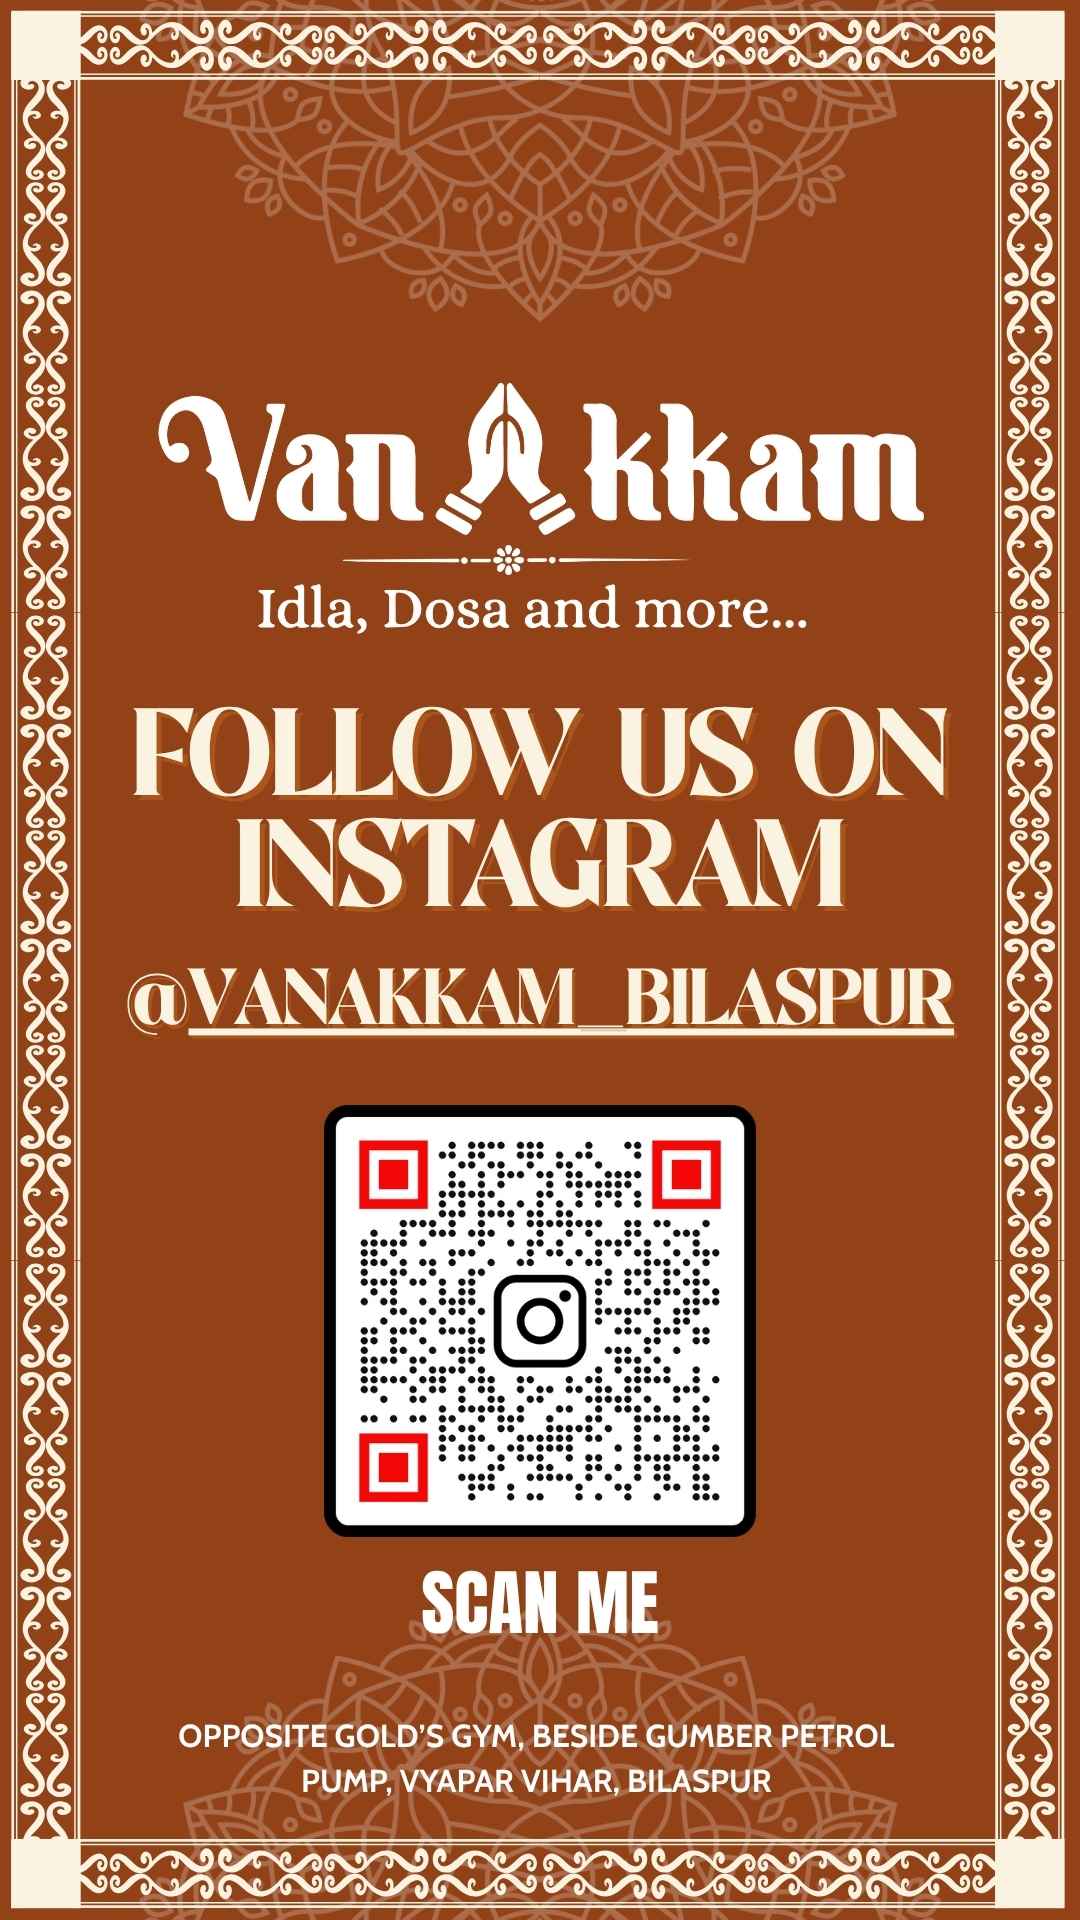 Vanakkam
Idla, Dosa and more...
FOLLOW US ON
INSTAGRAM
@VANAKKAM_BILASPUR
SCAN ME
OPPOSITE GOLD'S GYM, BESIDE GUMBER PETROL
PUMP, VYAPAR VIHAR, BILASPUR